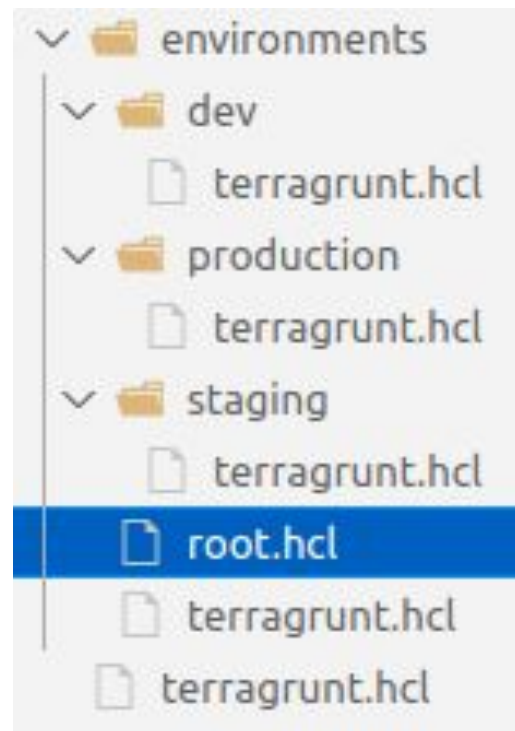 environments
dev
terragrunt.hcl
production
terragrunt.hcl
staging
terragrunt.hcl
root.hcl
terragrunt.hcl
terragrunt.hcl